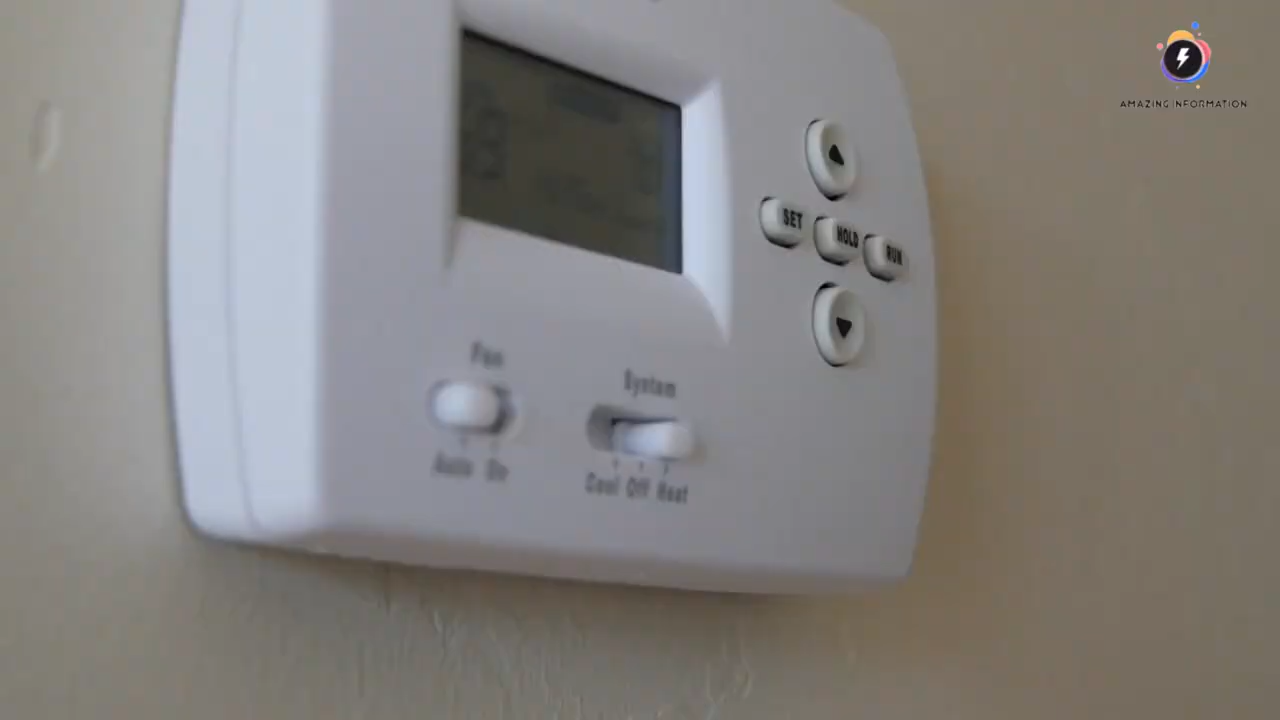 AMAZING INFORMATION
SET
HOLD
RUN
Fan
System
Auto On
Cool Off Heat